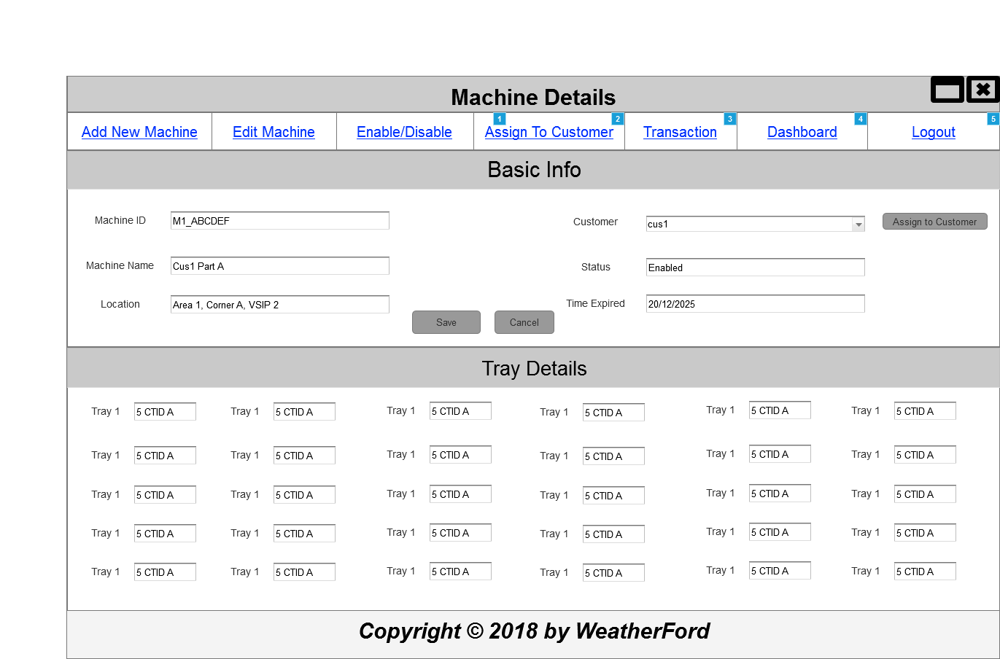 Machine Details
1 2 3 4 5
Add New Machine Edit Machine Enable/Disable Assign To Customer Transaction Dashboard Logout
Basic Info
Machine ID M1_ABCDEF Customer cus1 Assign to Customer
Machine Name Cus1 Part A Status Enabled
Location Area 1, Corner A, VSIP 2 Time Expired 20/12/2025
Save Cancel
Tray Details
Tray 1 5 CTID A Tray 1 5 CTID A Tray 1 5 CTID A Tray 1 5 CTID A Tray 1 5 CTID A Tray 1 5 CTID A
Tray 1 5 CTID A Tray 1 5 CTID A Tray 1 5 CTID A Tray 1 5 CTID A Tray 1 5 CTID A Tray 1 5 CTID A
Tray 1 5 CTID A Tray 1 5 CTID A Tray 1 5 CTID A Tray 1 5 CTID A Tray 1 5 CTID A Tray 1 5 CTID A
Tray 1 5 CTID A Tray 1 5 CTID A Tray 1 5 CTID A Tray 1 5 CTID A Tray 1 5 CTID A Tray 1 5 CTID A
Tray 1 5 CTID A Tray 1 5 CTID A Tray 1 5 CTID A Tray 1 5 CTID A Tray 1 5 CTID A Tray 1 5 CTID A
Copyright © 2018 by WeatherFord